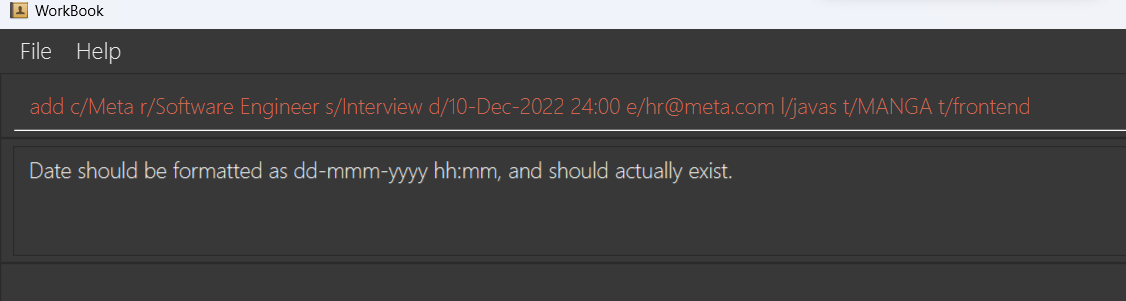 WorkBook
File Help
add c/Meta r/Software Engineer s/Interview d/10-Dec-2022 24:00 e/hr@meta.com l/javas t/MANGA t/frontend
Date should be formatted as dd-mmm-yyyy hh:mm, and should actually exist.